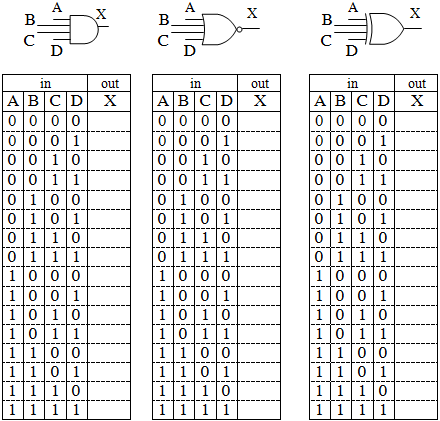 A
X
B
C
D
in out
A B C D X
0 0 0 0
0 0 0 1
0 0 1 0
0 0 1 1
0 1 0 0
0 1 0 1
0 1 1 0
0 1 1 1
1 0 0 0
1 0 0 1
1 0 1 0
1 0 1 1
1 1 0 0
1 1 0 1
1 1 1 0
1 1 1 1
A
X
B
C
D
in out
A B C D X
0 0 0 0
0 0 0 1
0 0 1 0
0 0 1 1
0 1 0 0
0 1 0 1
0 1 1 0
0 1 1 1
1 0 0 0
1 0 0 1
1 0 1 0
1 0 1 1
1 1 0 0
1 1 0 1
1 1 1 0
1 1 1 1
A
X
B
C
D
in out
A B C D X
0 0 0 0
0 0 0 1
0 0 1 0
0 0 1 1
0 1 0 0
0 1 0 1
0 1 1 0
0 1 1 1
1 0 0 0
1 0 0 1
1 0 1 0
1 0 1 1
1 1 0 0
1 1 0 1
1 1 1 0
1 1 1 1